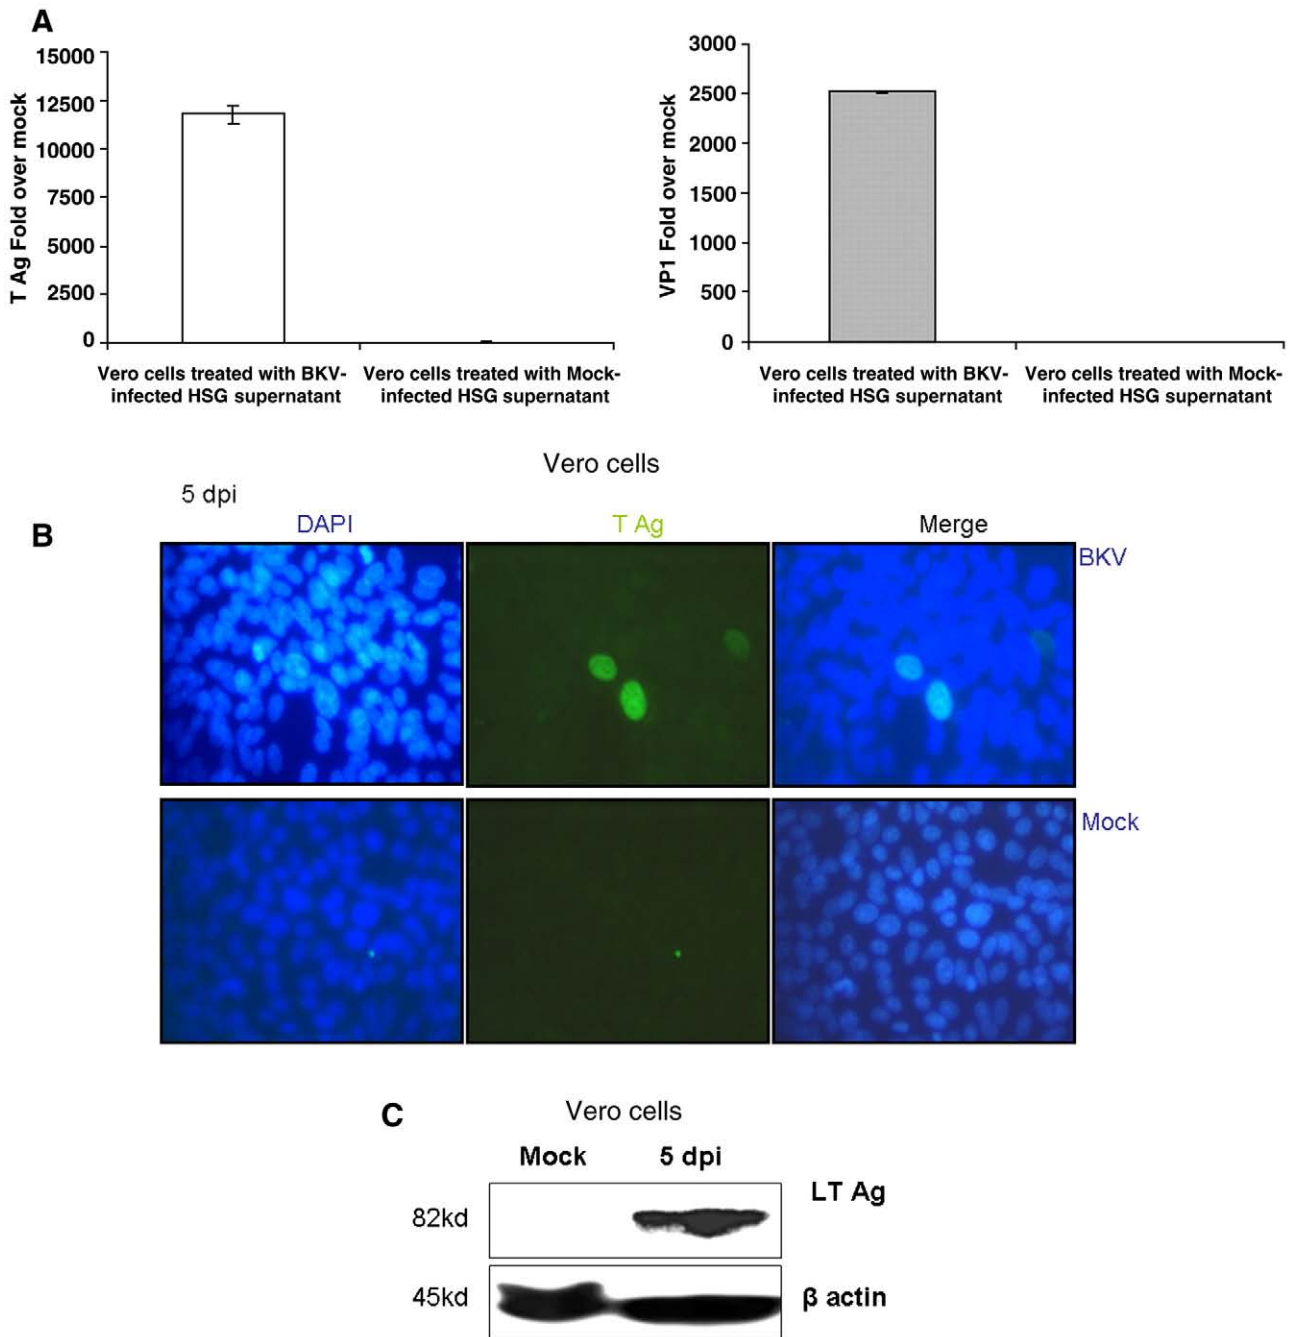 A
15000
12500
10000
7500
5000
2500
0
T Ag Fold over mock
Vero cells treated with BKV-
infected HSG supernatant
Vero cells treated with Mock-
infected HSG supernatant
3000
2500
2000
1500
1000
500
0
VP1 Fold over mock
Vero cells treated with BKV-
infected HSG supernatant
Vero cells treated with Mock-
infected HSG supernatant
Vero cells
5 dpi
B
DAPI
T Ag
Merge
BKV
Mock
C
Vero cells
Mock
5 dpi
LT Ag
82kd
45kd
β actin